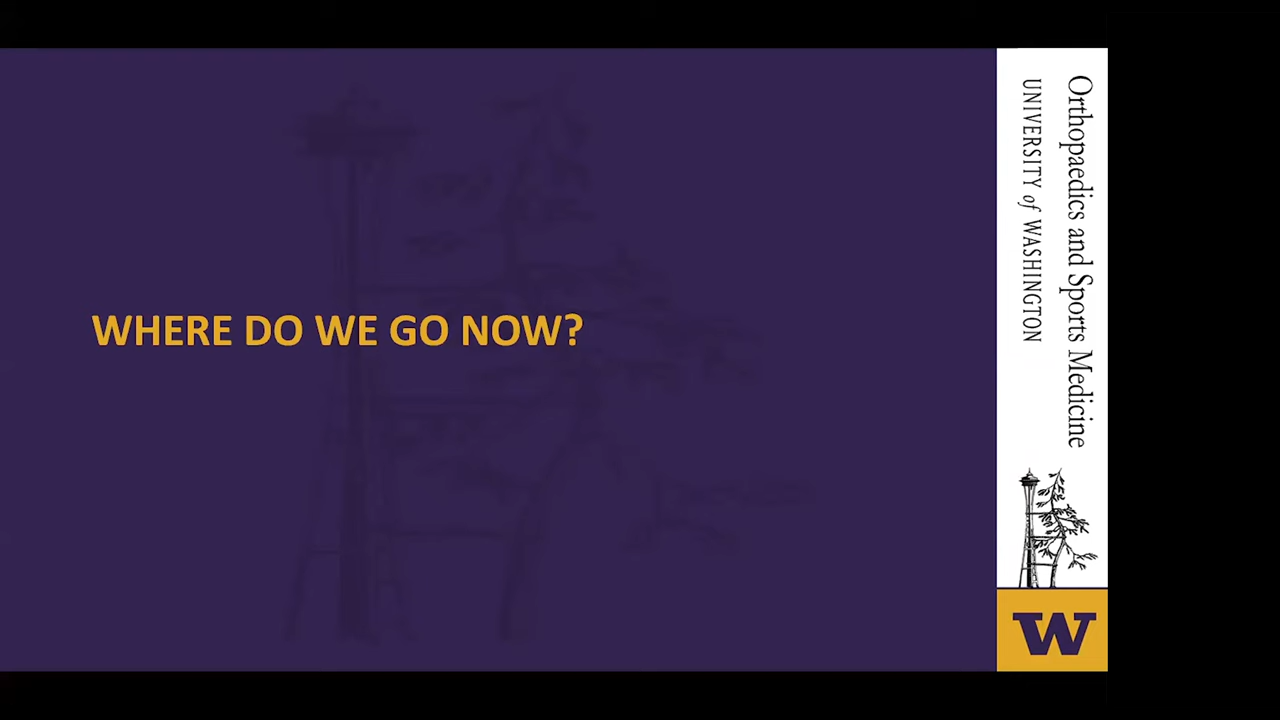 WHERE DO WE GO NOW?
Orthopaedics and Sports Medicine
UNIVERSITY of WASHINGTON
W